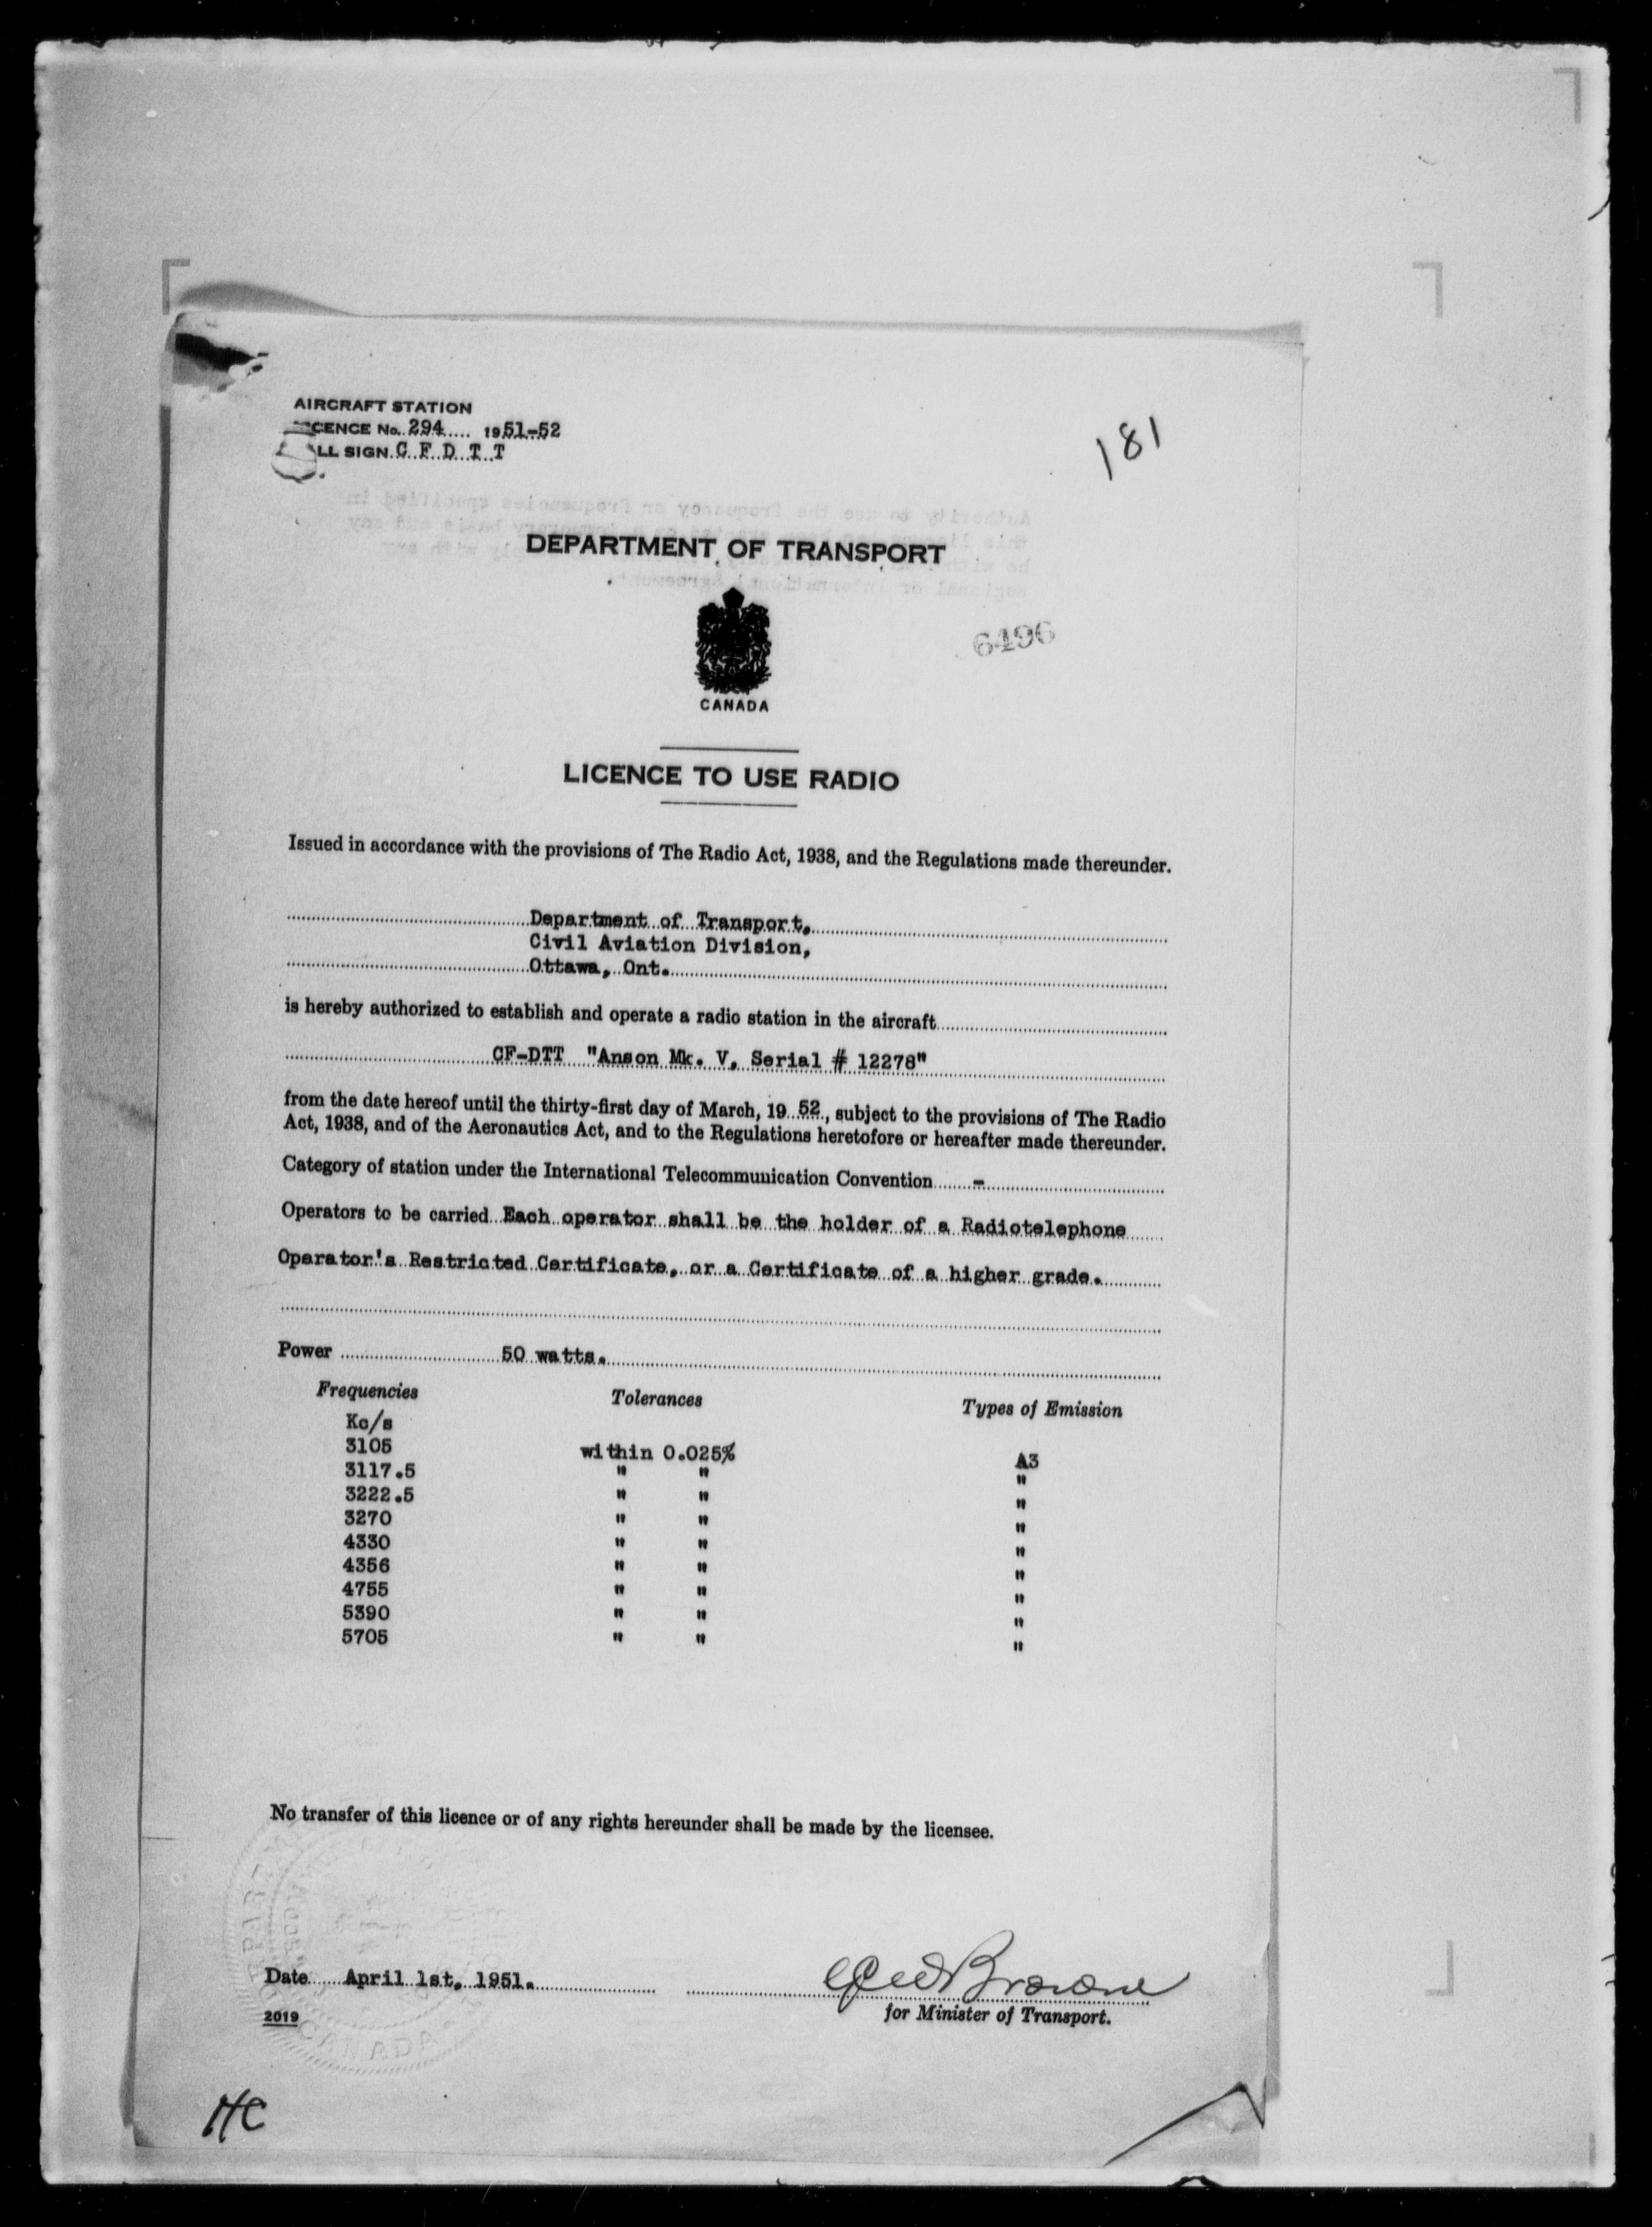 AIRCRAFT STATION
CENCE No. 294 1951-52
LL SIGN. C F D T T
181
DEPARTMENT OF TRANSPORT
6496
CANADA
LICENCE TO USE RADIO
Issued in accordance with the provisions of The Radio Act, 1938, and the Regulations made thereunder.
Department of Transport,
Civil Aviation Division,
Ottawa, Ont.
is hereby authorized to establish and operate a radio station in the aircraft
CF-DTT "Anson Mk. V, Serial # 12278"
from the date hereof until the thirty-first day of March, 19 52, subject to the provisions of The Radio
Act, 1938, and of the Aeronautics Act, and to the Regulations heretofore or hereafter made thereunder.
Category of station under the International Telecommunication Convention -
Operators to be carried Each operator shall be the holder of a Radiotelephone
Operator's Restricted Certificate, or a Certificate of a higher grade.
Power 50 watts.
Frequencies Tolerances Types of Emission
Kc/s
3105 within 0.025% A3
3117.5 " " "
3222.5 " " "
3270 " " "
4330 " " "
4356 " " "
4755 " " "
5390 " " "
5705 " " "
No transfer of this licence or of any rights hereunder shall be made by the licensee.
Date April 1st, 1951.
Brown
for Minister of Transport.
2019
CANADA
HC